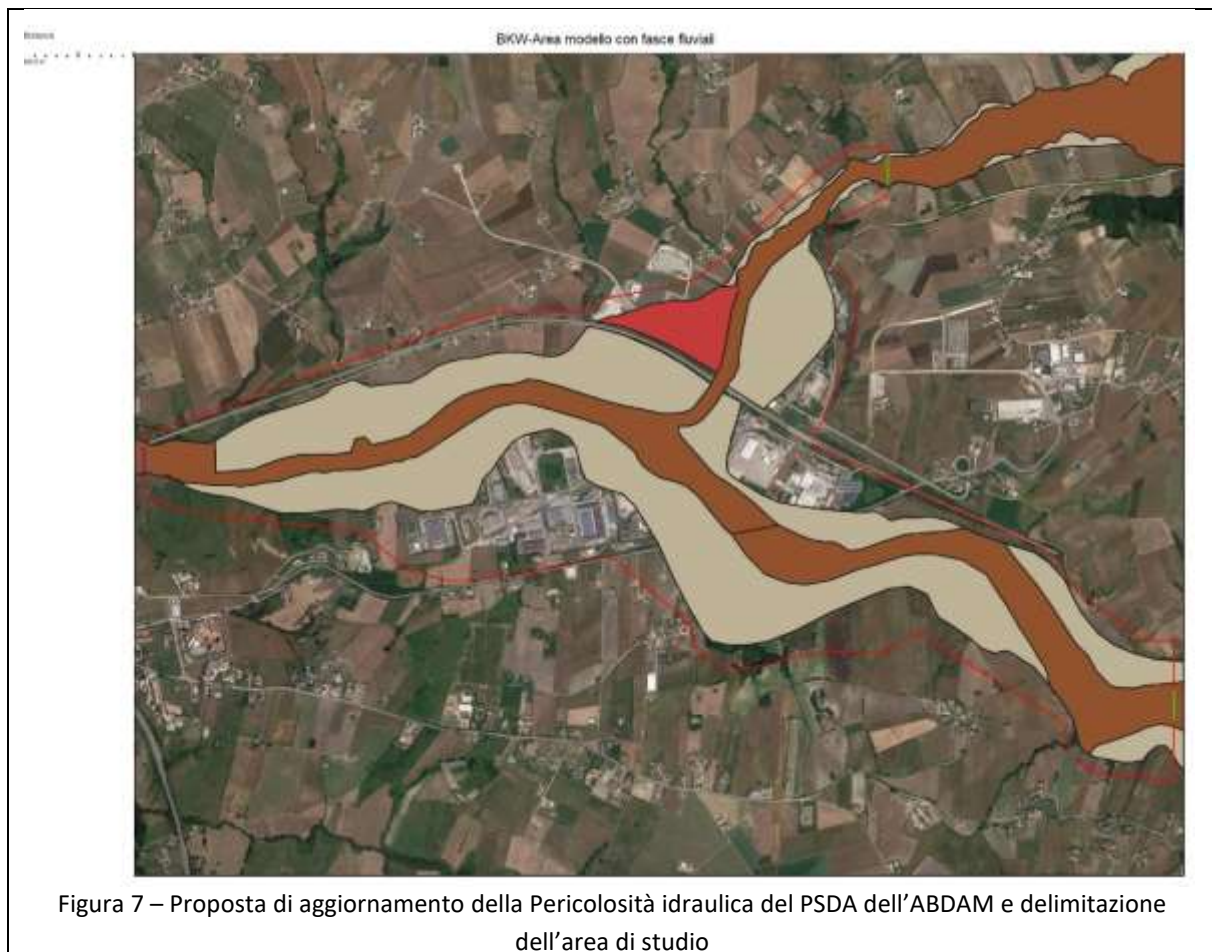 BKW-Area modello con fasce fluviali
Figura 7 – Proposta di aggiornamento della Pericolosità idraulica del PSDA dell’ABDAM e delimitazione
dell’area di studio